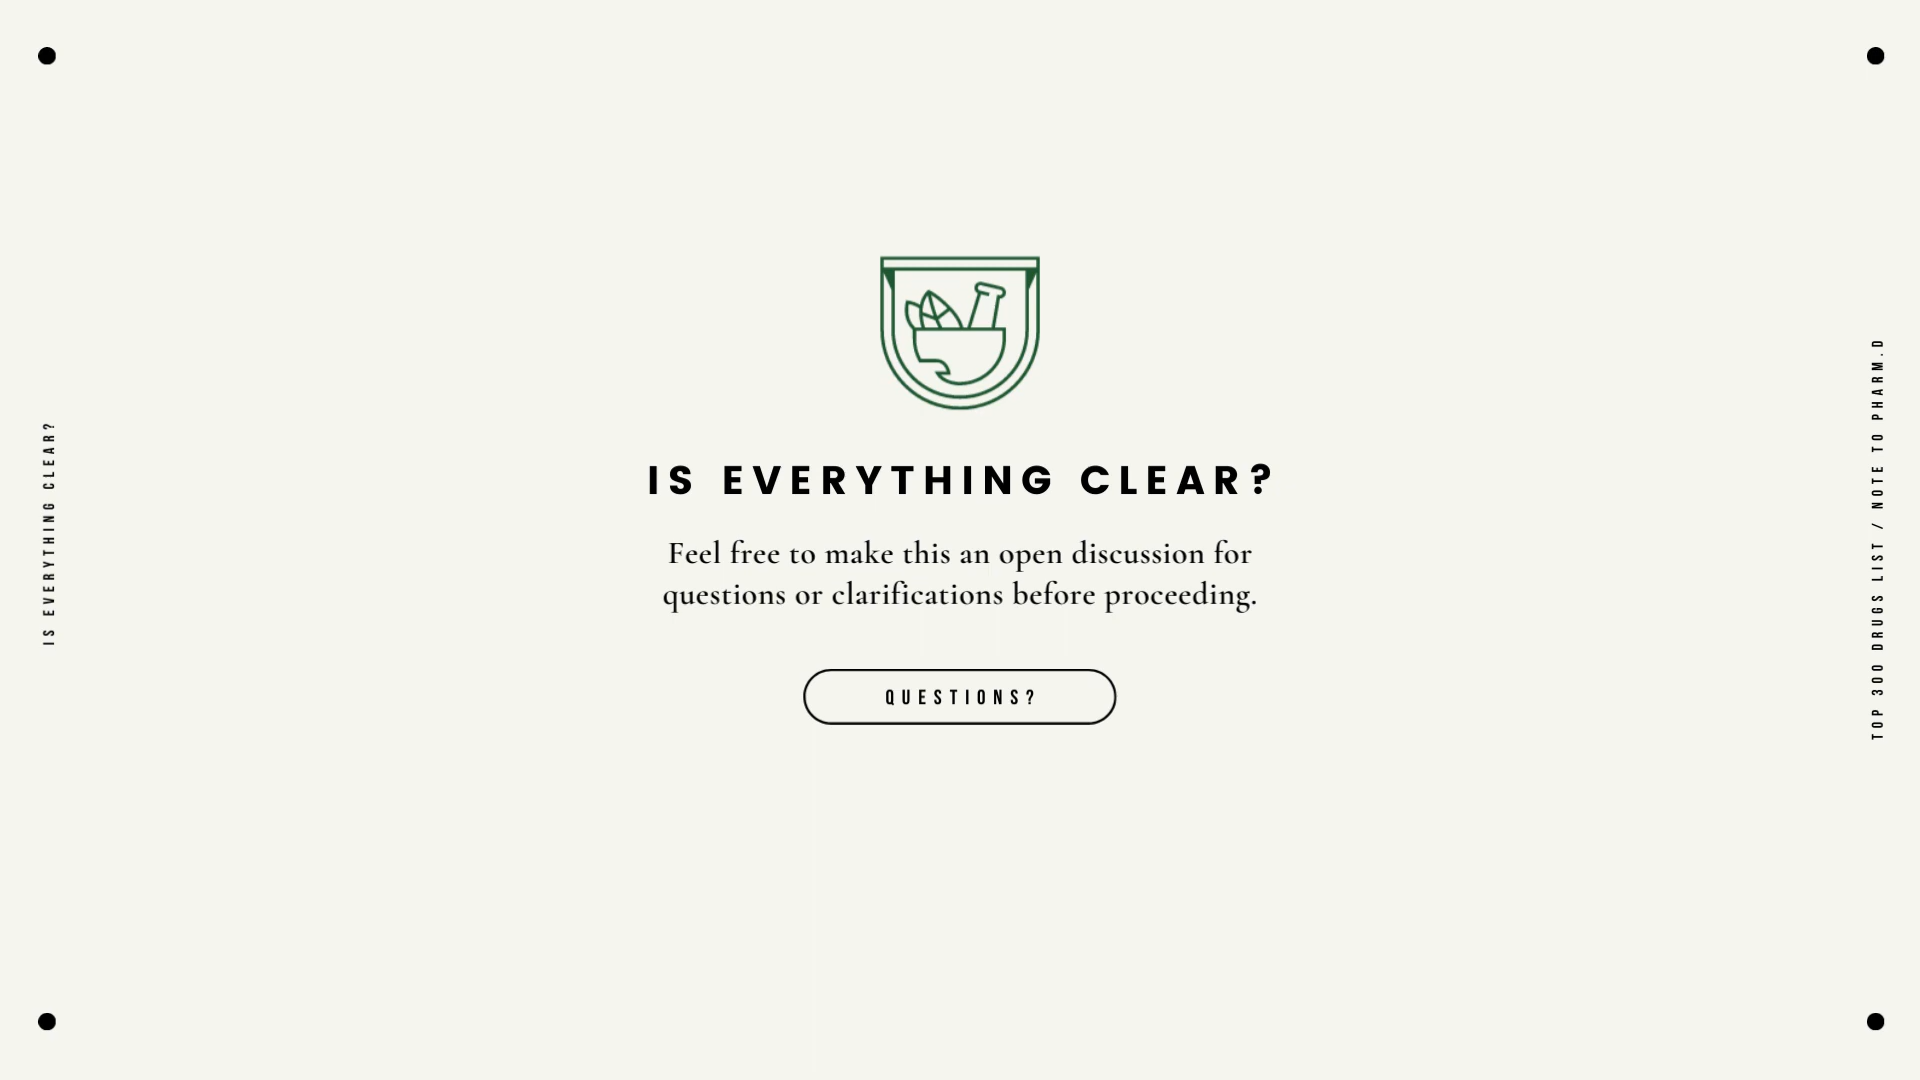 IS EVERYTHING CLEAR?
IS EVERYTHING CLEAR?
Feel free to make this an open discussion for
questions or clarifications before proceeding.
QUESTIONS?
TOP 300 DRUGS LIST / NOTE TO PHARM.D